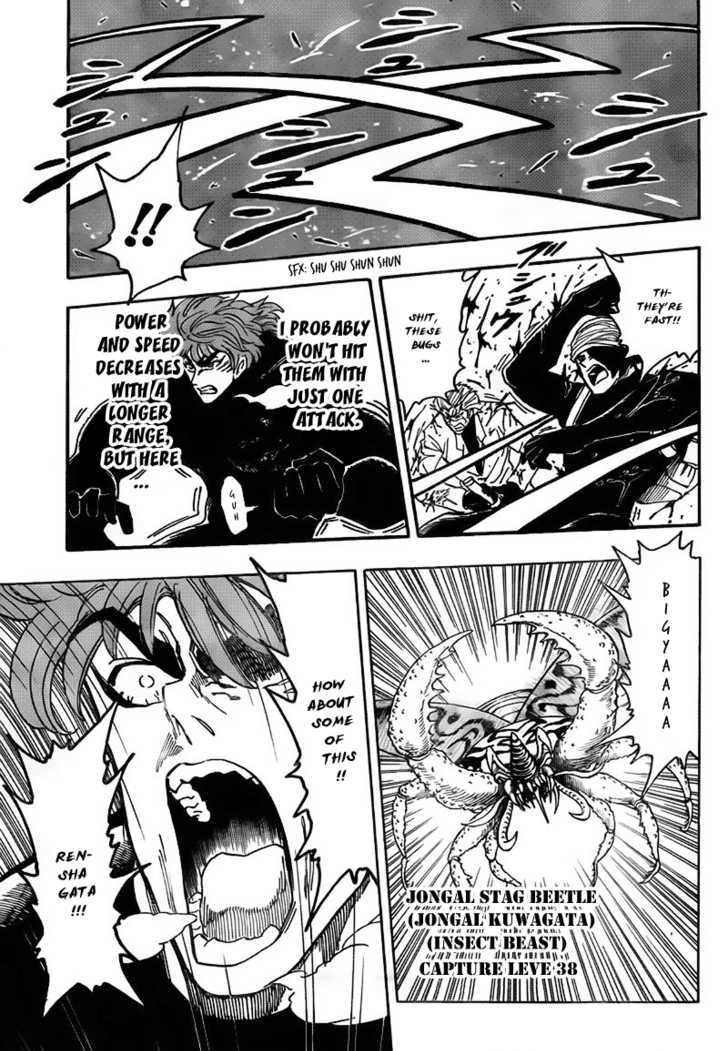 !!
SFX: SHU SHU SHUN SHUN
TH-
THEY'RE
FAST!!
SHIT,
THESE
BUGS
...
I PROBABLY
WON'T HIT
THEM WITH
JUST ONE
ATTACK.
POWER
AND SPEED
DECREASES
WITH A
LONGER
RANGE,
BUT HERE
...
GUH
BIGYAAAA
JONGAL STAG BEETLE
(JONGAL KUWAGATA)
(INSECT BEAST)
CAPTURE LEVE 38
HOW
ABOUT
SOME
OF
THIS
!!
REN-
SHA
GATA
!!!